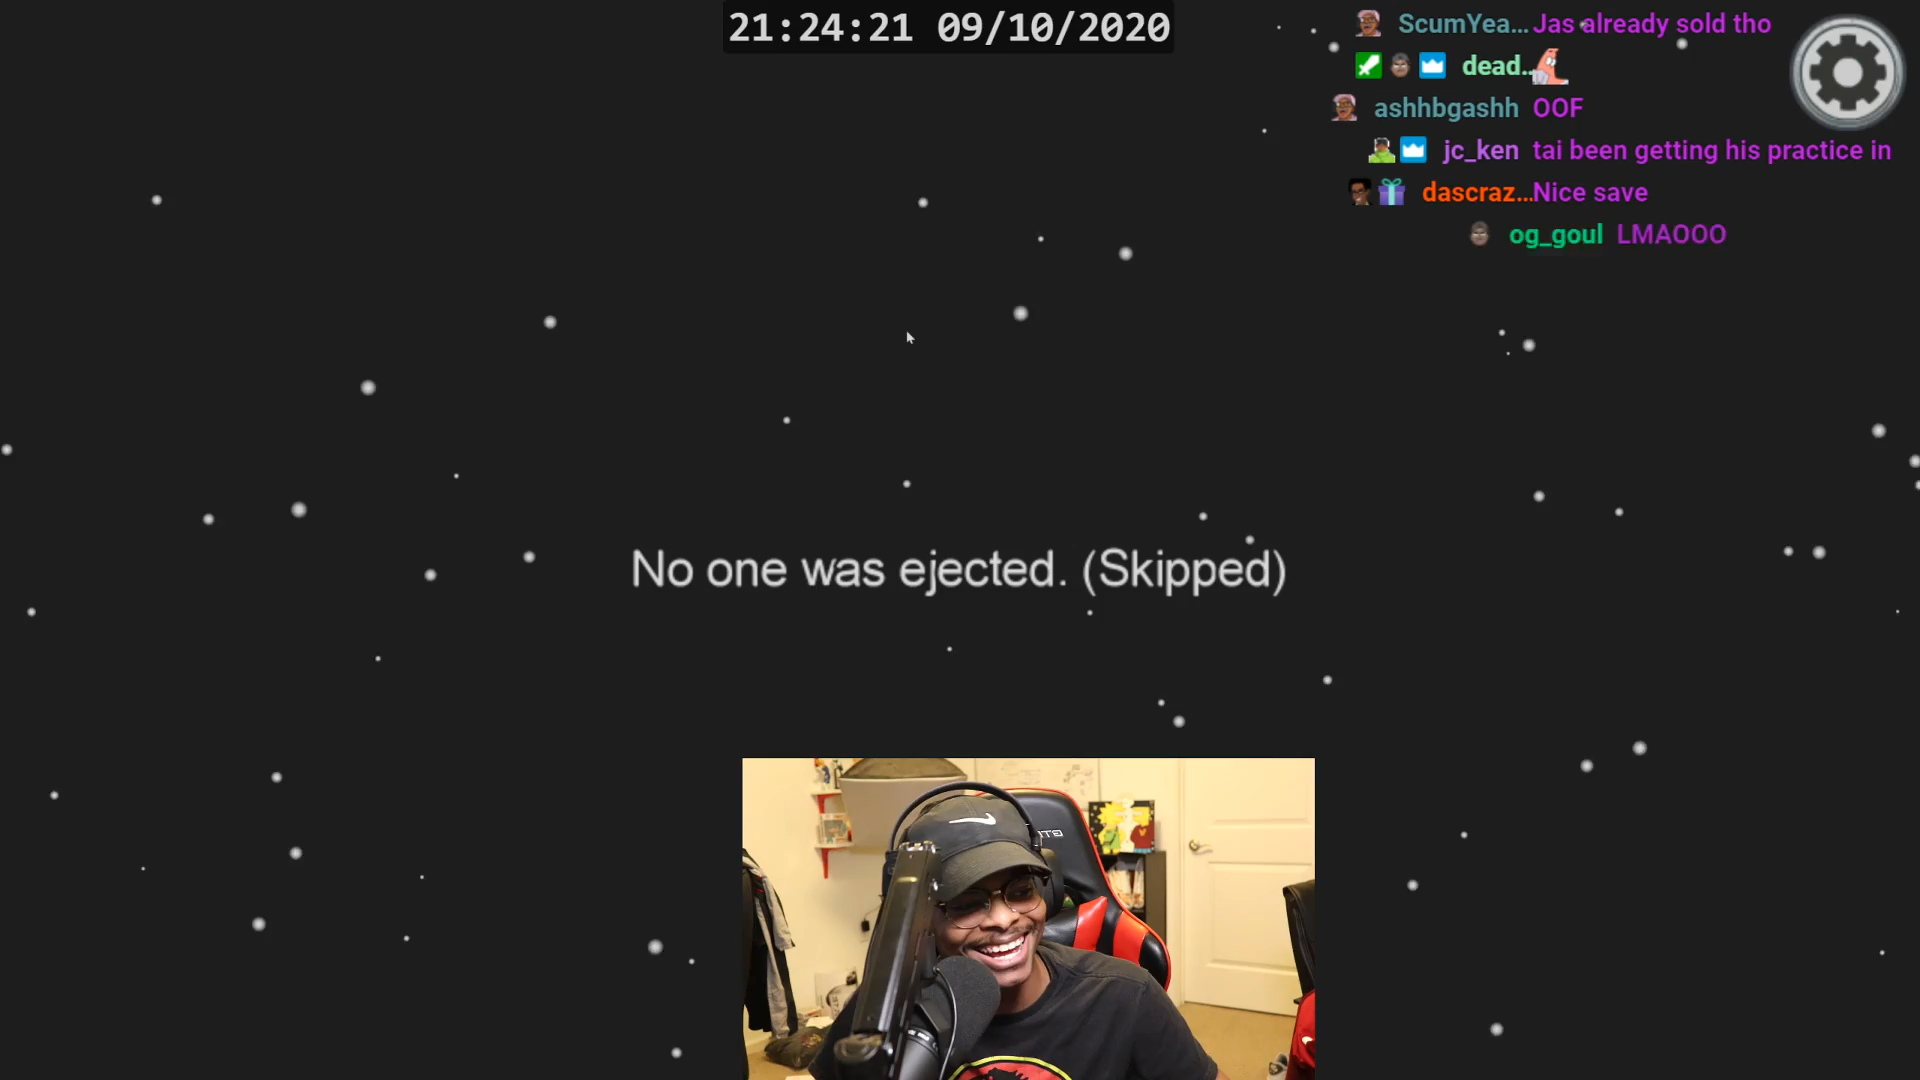 21:24:21 09/10/2020
ScumYea... Jas already sold tho
dead..
ashhbgashh OOF
jc_ken tai been getting his practice in
dascraz... Nice save
og_goul LMAOOO
No one was ejected. (Skipped)